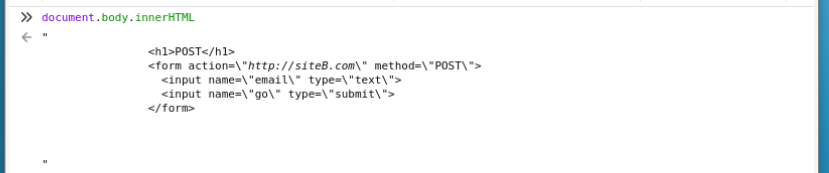 » document.body.innerHTML
← "
<h1>POST</h1>
<form action=\"http://siteB.com\" method=\"POST\">
<input name=\"email\" type=\"text\">
<input name=\"go\" type=\"submit\">
</form>
"